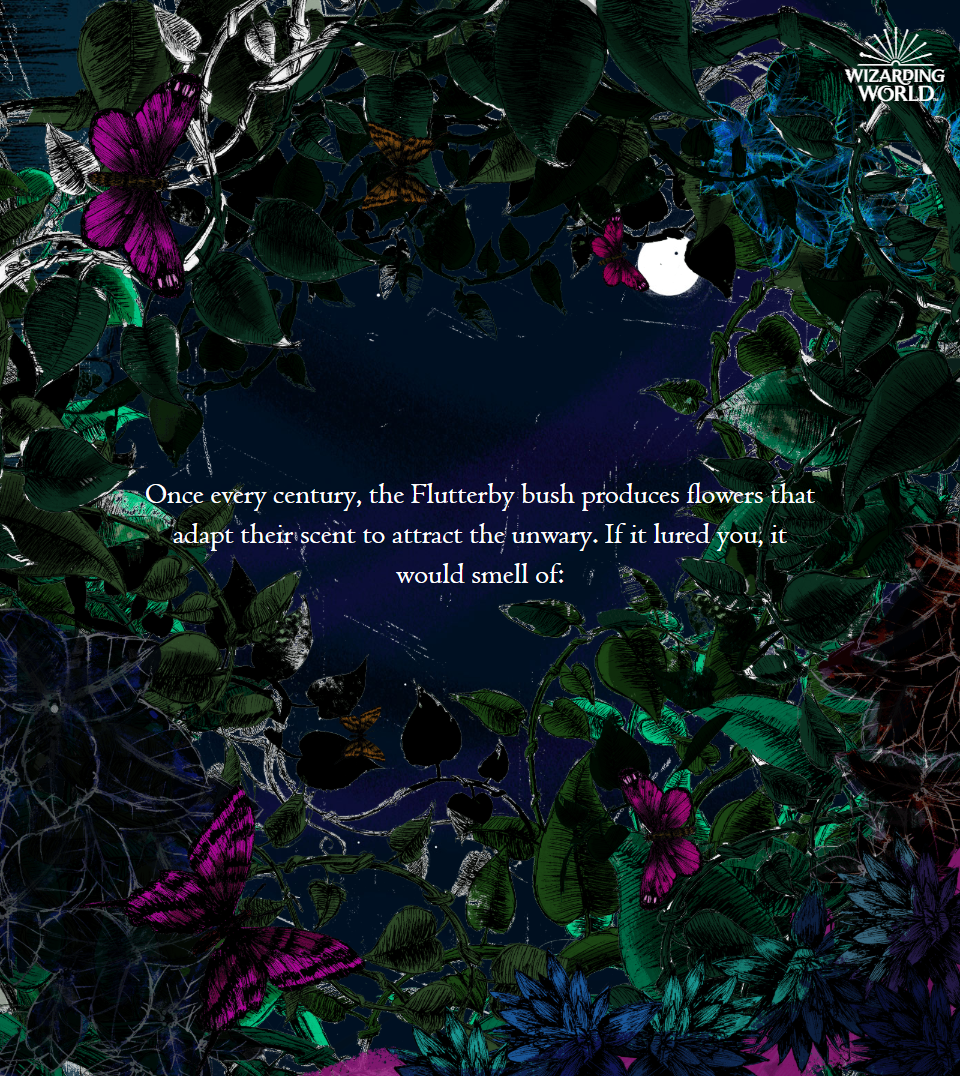 WIZARDING
WORLD
Once every century, the Flutterby bush produces flowers that
adapt their scent to attract the unwary. If it lured you, it
would smell of: